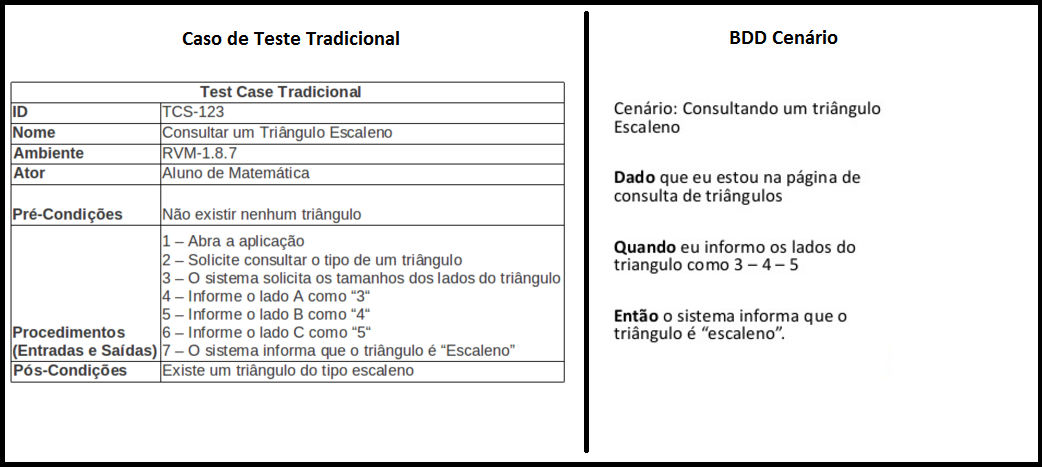 Caso de Teste Tradicional
Test Case Tradicional
ID TCS-123
Nome Consultar um Triângulo Escaleno
Ambiente RVM-1.8.7
Ator Aluno de Matemática
Pré-Condições Não existir nenhum triângulo
1 – Abra a aplicação
2 – Solicite consultar o tipo de um triângulo
3 – O sistema solicita os tamanhos dos lados do triângulo
4 – Informe o lado A como “3“
5 – Informe o lado B como “4“
Procedimentos 6 – Informe o lado C como “5“
(Entradas e Saídas) 7 – O sistema informa que o triângulo é “Escaleno”
Pós-Condições Existe um triângulo do tipo escaleno
BDD Cenário
Cenário: Consultando um triângulo
Escaleno
Dado que eu estou na página de
consulta de triângulos
Quando eu informo os lados do
triangulo como 3 – 4 – 5
Então o sistema informa que o
triângulo é “escaleno”.